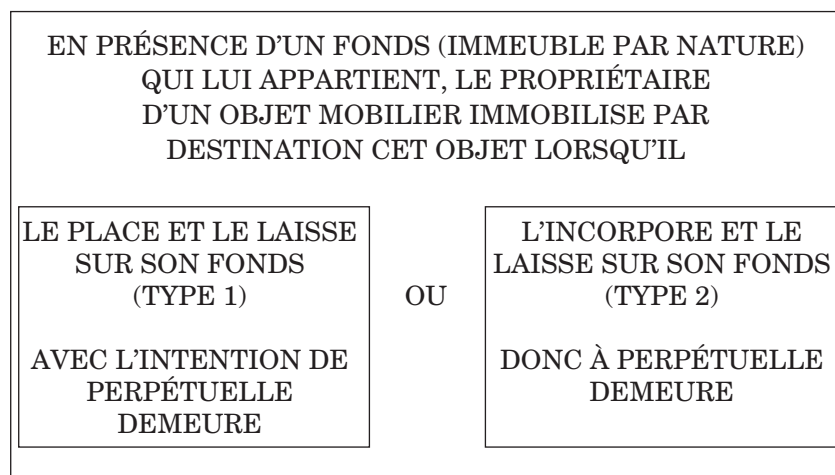 EN PRÉSENCE D'UN FONDS (IMMEUBLE PAR NATURE)
QUI LUI APPARTIENT, LE PROPRIÉTAIRE
D'UN OBJET MOBILIER IMMOBILISE PAR
DESTINATION CET OBJET LORSQU'IL
LE PLACE ET LE LAISSE
SUR SON FONDS
(TYPE 1)
AVEC L'INTENTION DE
PERPÉTUELLE
DEMEURE
OU
L'INCORPORE ET LE
LAISSE SUR SON FONDS
(TYPE 2)
DONC À PERPÉTUELLE
DEMEURE